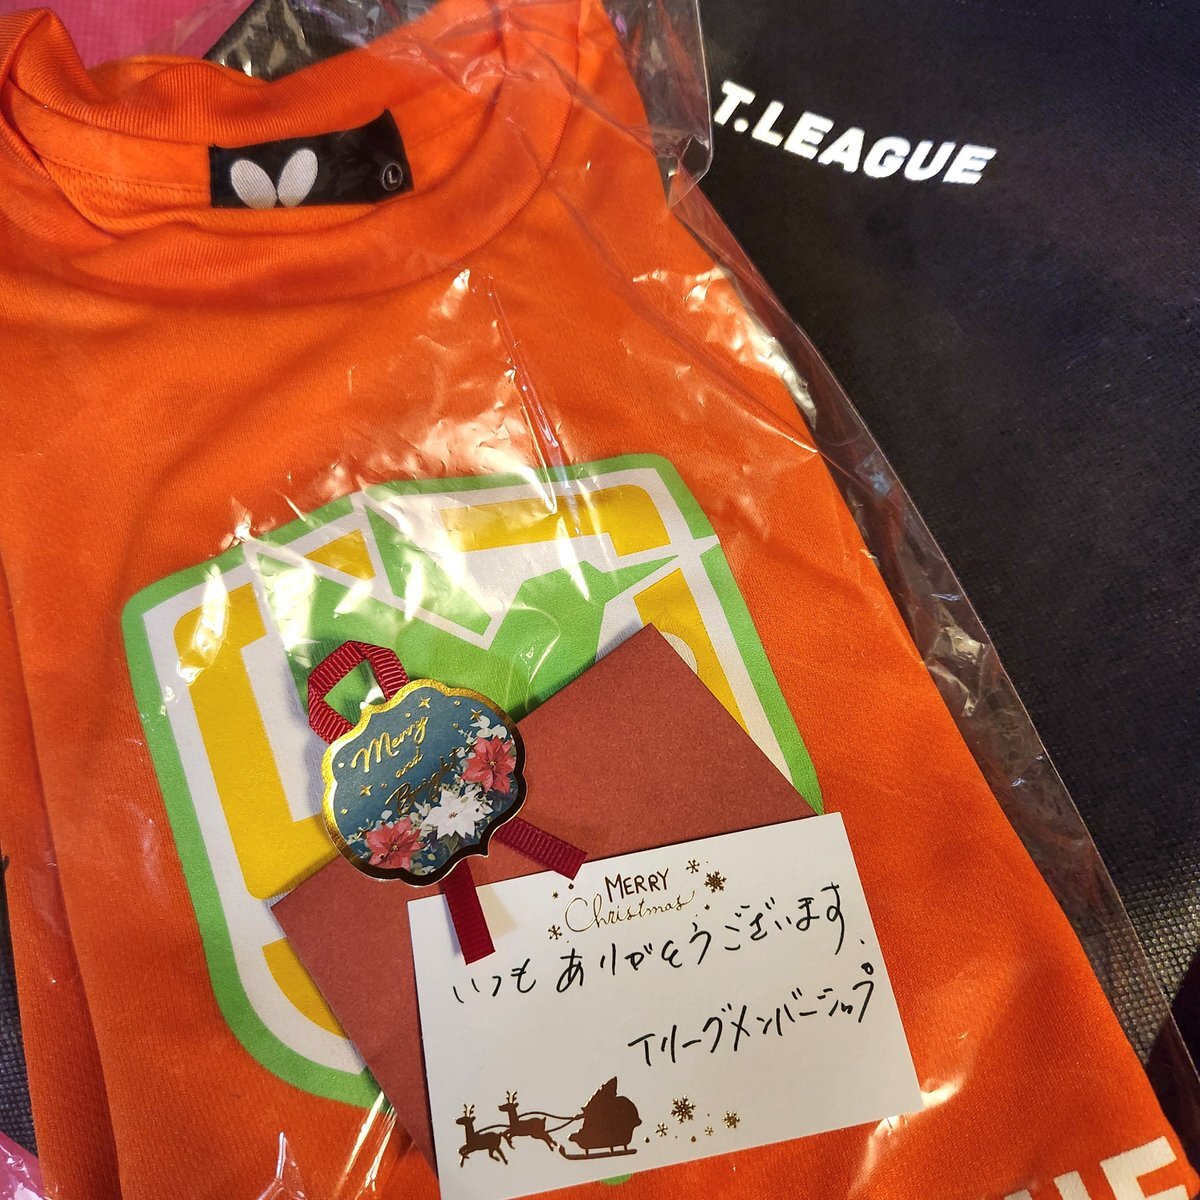 T.LEAGUE
L
Merry
and
Bright
MERRY
Christmas
いつもありがとうございます.
Tリーグメンバーシップ